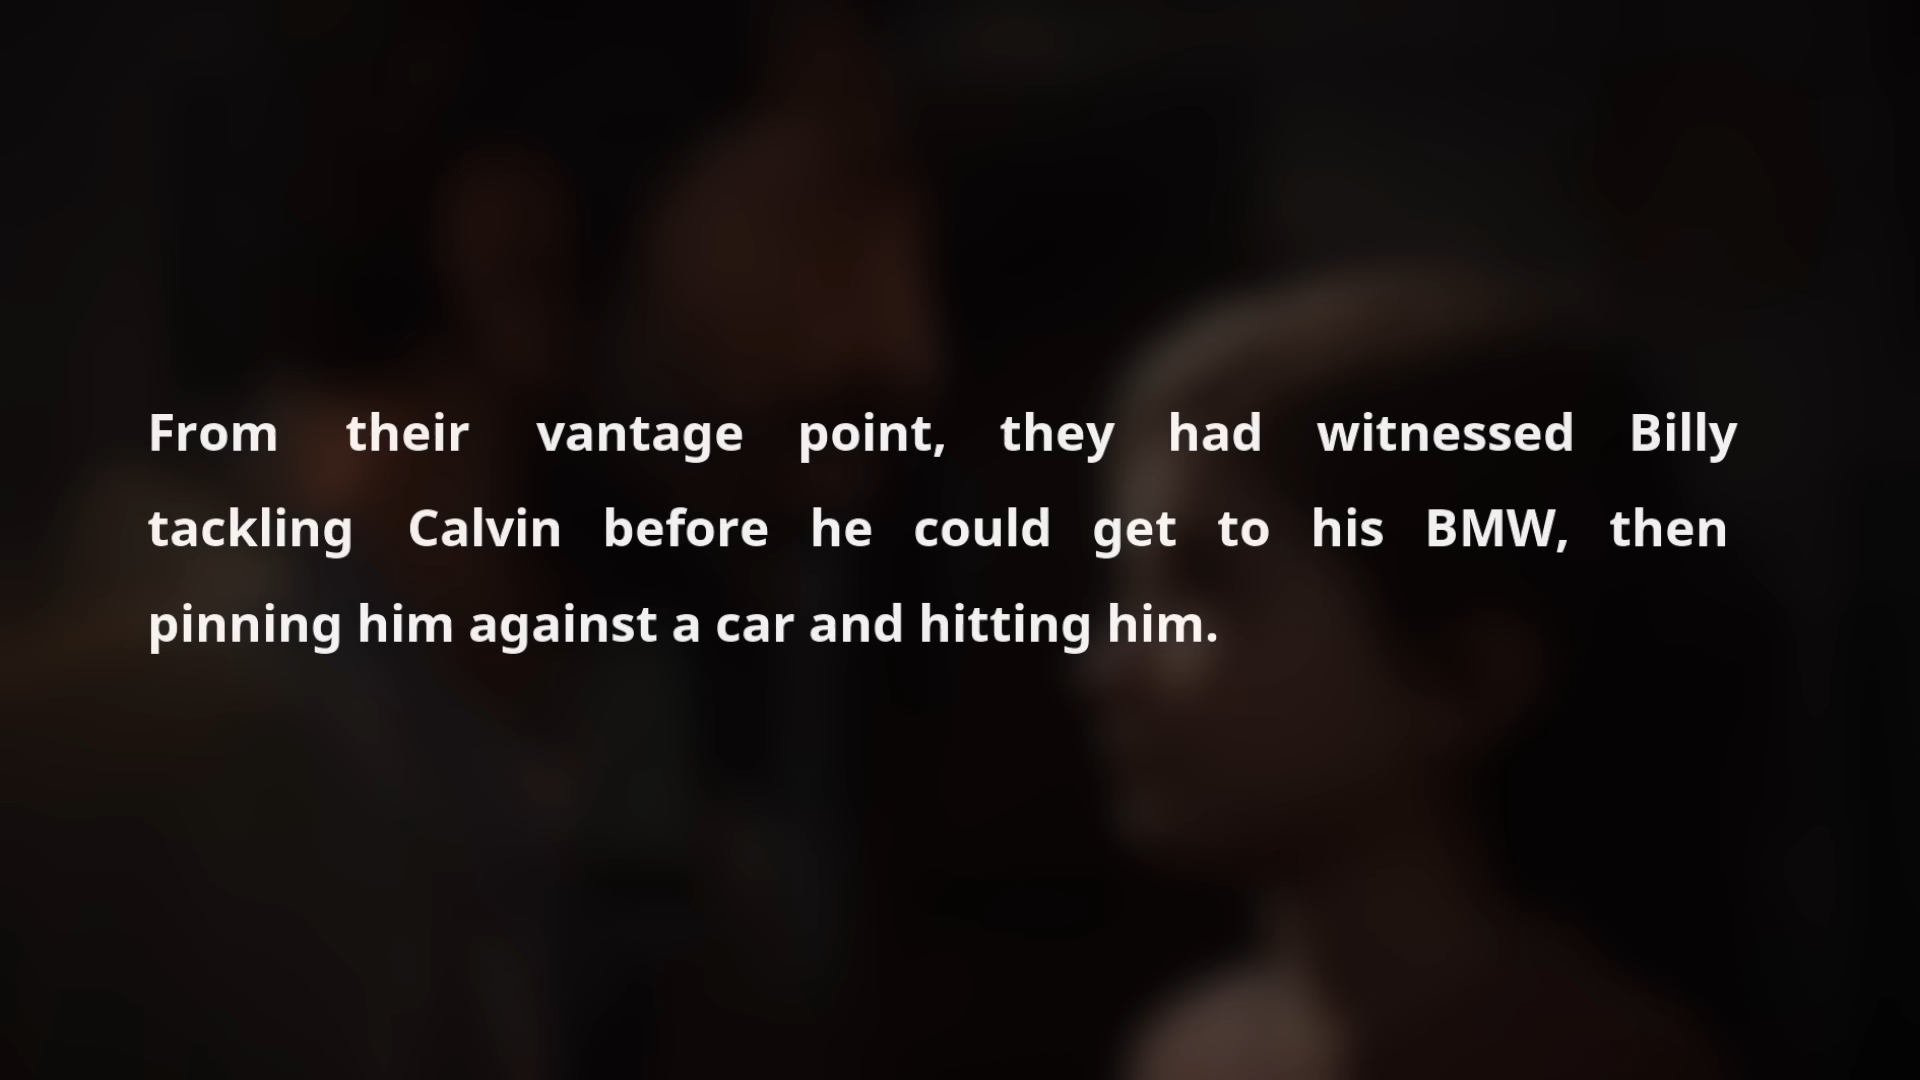 From their vantage point, they had witnessed Billy
tackling Calvin before he could get to his BMW, then
pinning him against a car and hitting him.